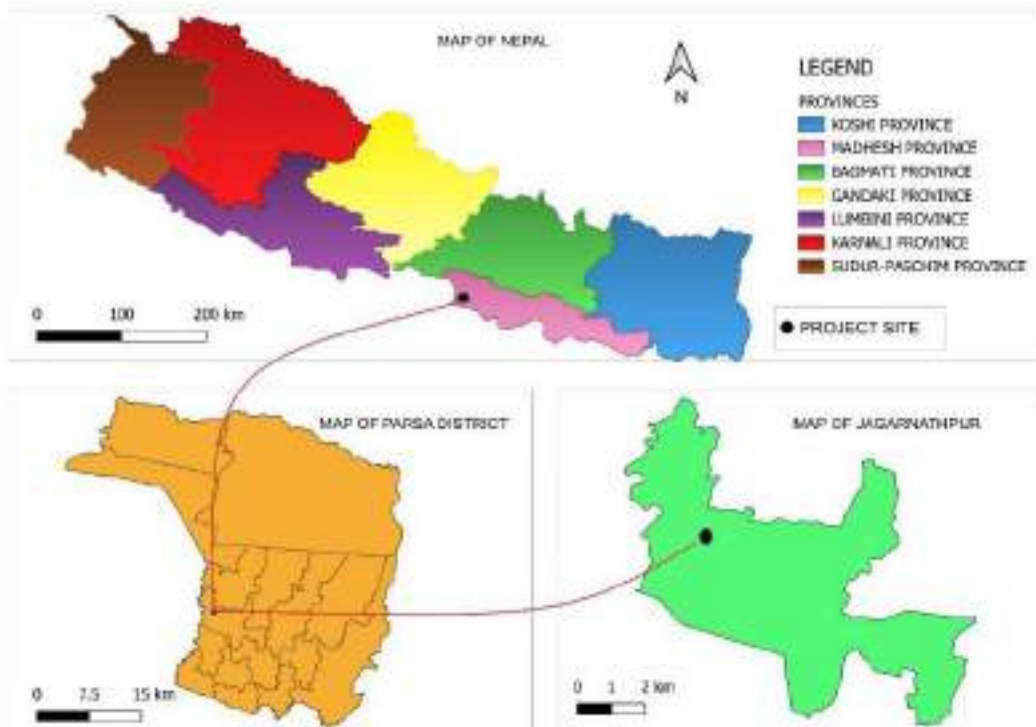 MAP OF NEPAL
N
LEGEND
PROVINCES
KOSHI PROVINCE
MADHESH PROVINCE
BAGMATI PROVINCE
GANDAKI PROVINCE
LUMBINI PROVINCE
KARNALI PROVINCE
SUDUR-PASCHIM PROVINCE
0 100 200 km
PROJECT SITE
MAP OF PARSA DISTRICT
0 7.5 15 km
MAP OF JAGARNATHPUR
0 1 2 km